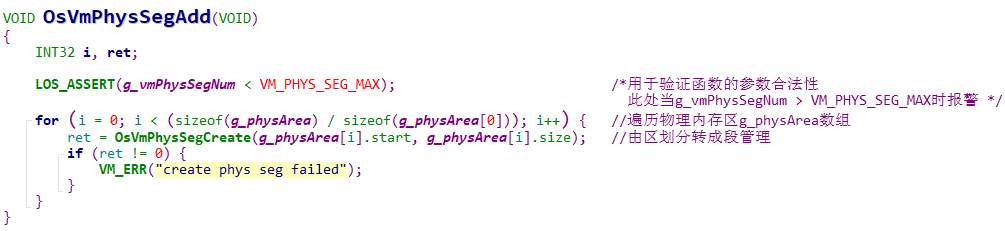 VOID OsVmPhysSegAdd(VOID)
{
    INT32 i, ret;

    LOS_ASSERT(g_vmPhysSegNum < VM_PHYS_SEG_MAX);                           /*用于验证函数的参数合法性
                                                                              此处当g_vmPhysSegNum > VM_PHYS_SEG_MAX时报警 */
    for (i = 0; i < (sizeof(g_physArea) / sizeof(g_physArea[0])); i++) {   //遍历物理内存区g_physArea数组
        ret = OsVmPhysSegCreate(g_physArea[i].start, g_physArea[i].size);   //由区划分转成段管理
        if (ret != 0) {
            VM_ERR("create phys seg failed");
        }
    }
}